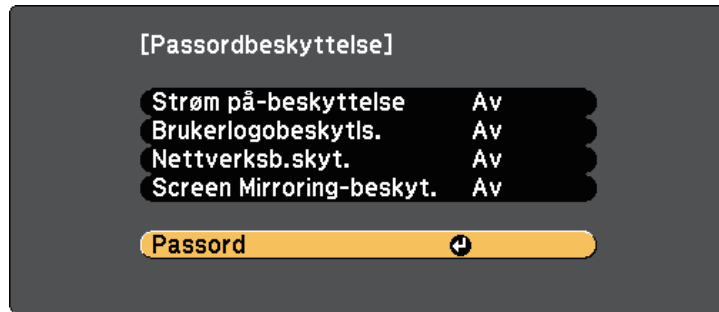 [Passordbeskyttelse]
Strøm på-beskyttelse Av
Brukerlogobeskytls. Av
Nettverksb.skyt. Av
Screen Mirroring-beskyt. Av
Passord